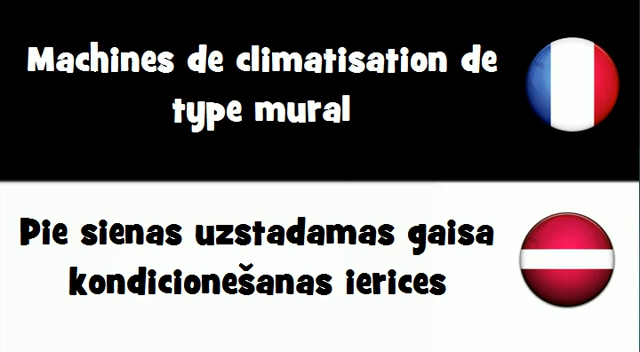 Machines de climatisation de
type mural
Pie sienas uzstadamas gaisa
kondicionešanas ierices